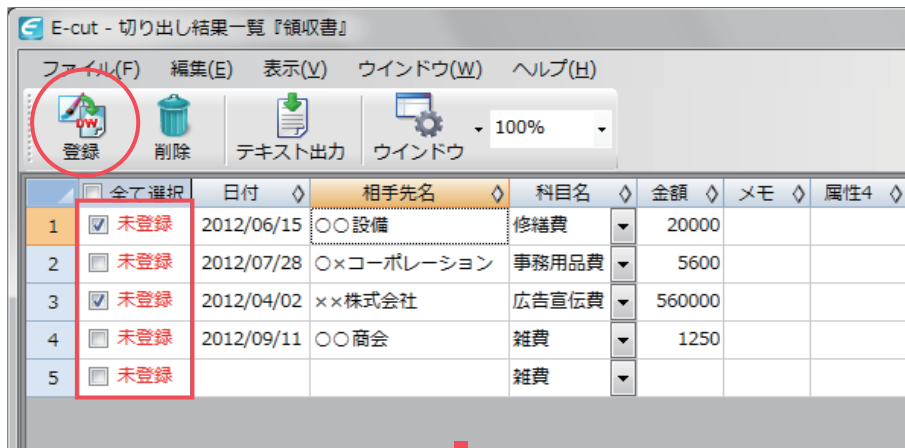 E-cut - 切り出し結果一覧『領収書』
ファイル(F) 編集(E) 表示(V) ウインドウ(W) ヘルプ(H)
DW
登録 削除 テキスト出力 ウインドウ 100%
全て選択 日付 相手先名 科目名 金額 メモ 属性4
1 未登録 2012/06/15 〇〇設備 修繕費 20000
2 未登録 2012/07/28 〇×コーポレーション 事務用品費 5600
3 未登録 2012/04/02 ××株式会社 広告宣伝費 560000
4 未登録 2012/09/11 〇〇商会 雑費 1250
5 未登録 雑費